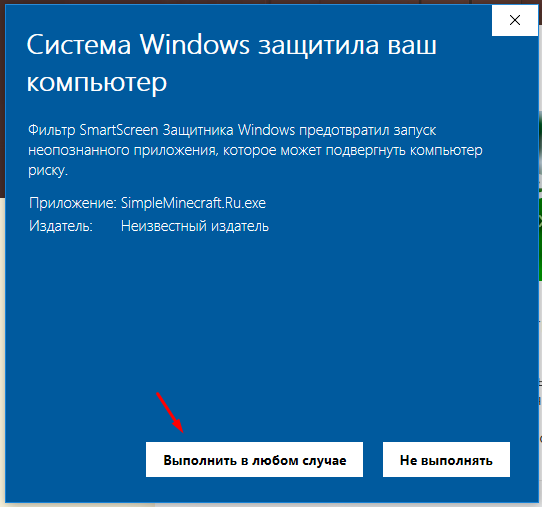 Система Windows защитила ваш
компьютер
Фильтр SmartScreen Защитника Windows предотвратил запуск
неопознанного приложения, которое может подвергнуть компьютер
риску.
Приложение: SimpleMinecraft.Ru.exe
Издатель: Неизвестный издатель
Выполнить в любом случае
Не выполнять